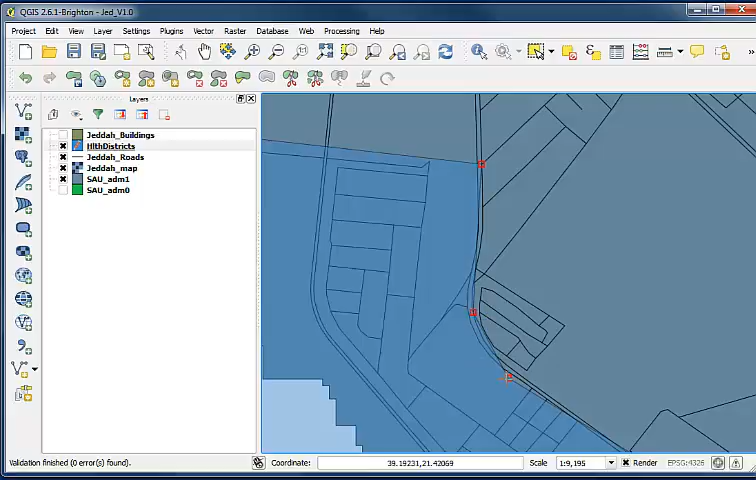 QGIS 2.6.1-Brighton - Jed_V1.0
Project Edit View Layer Settings Plugins Vector Raster Database Web Processing Help
Layers
Jeddah_Buildings
HlthDistricts
Jeddah_Roads
Jeddah_map
SAU_adm1
SAU_adm0
Validation finished (0 error(s) found). Coordinate: 39.19231,21.42069 Scale 1:9,195 Render EPSG:4326